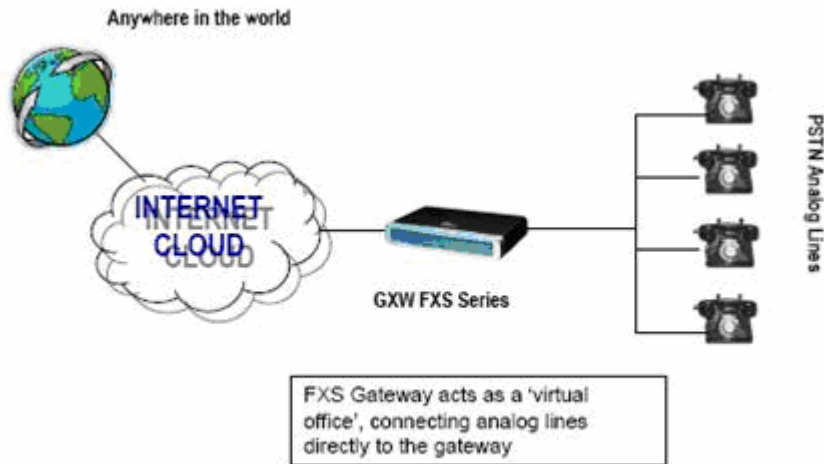 Anywhere in the world
INTERNET
CLOUD
GXW FXS Series
PSTN Analog Lines
FXS Gateway acts as a ‘virtual
office’, connecting analog lines
directly to the gateway